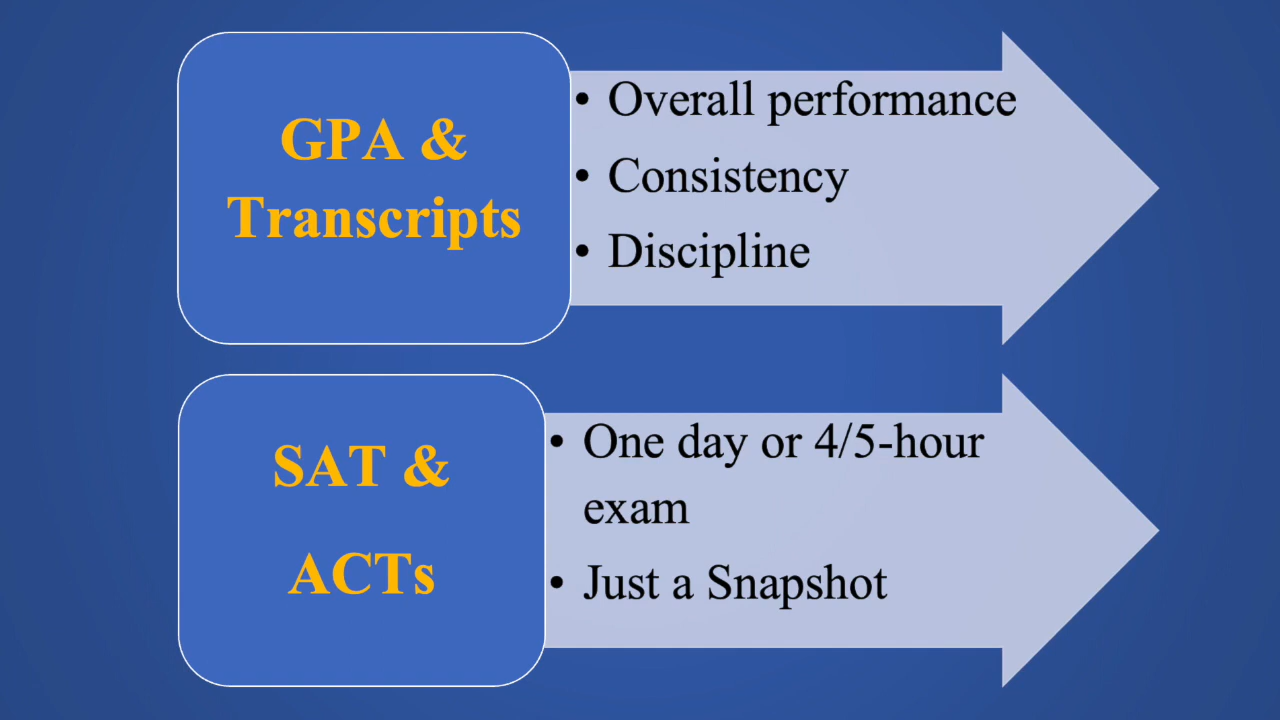 GPA &
Transcripts
• Overall performance
• Consistency
• Discipline
SAT &
ACTs
• One day or 4/5-hour
exam
• Just a Snapshot